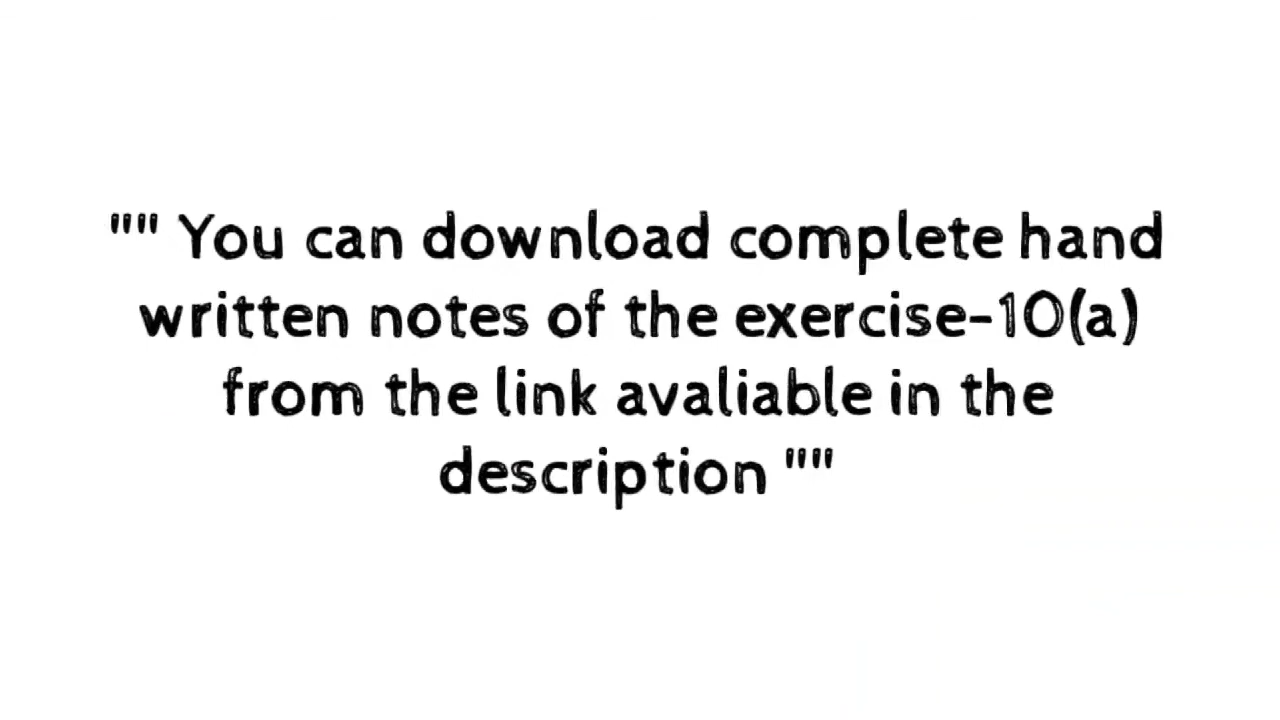 "" You can download complete hand
written notes of the exercise-10(a)
from the link avaliable in the
description ""